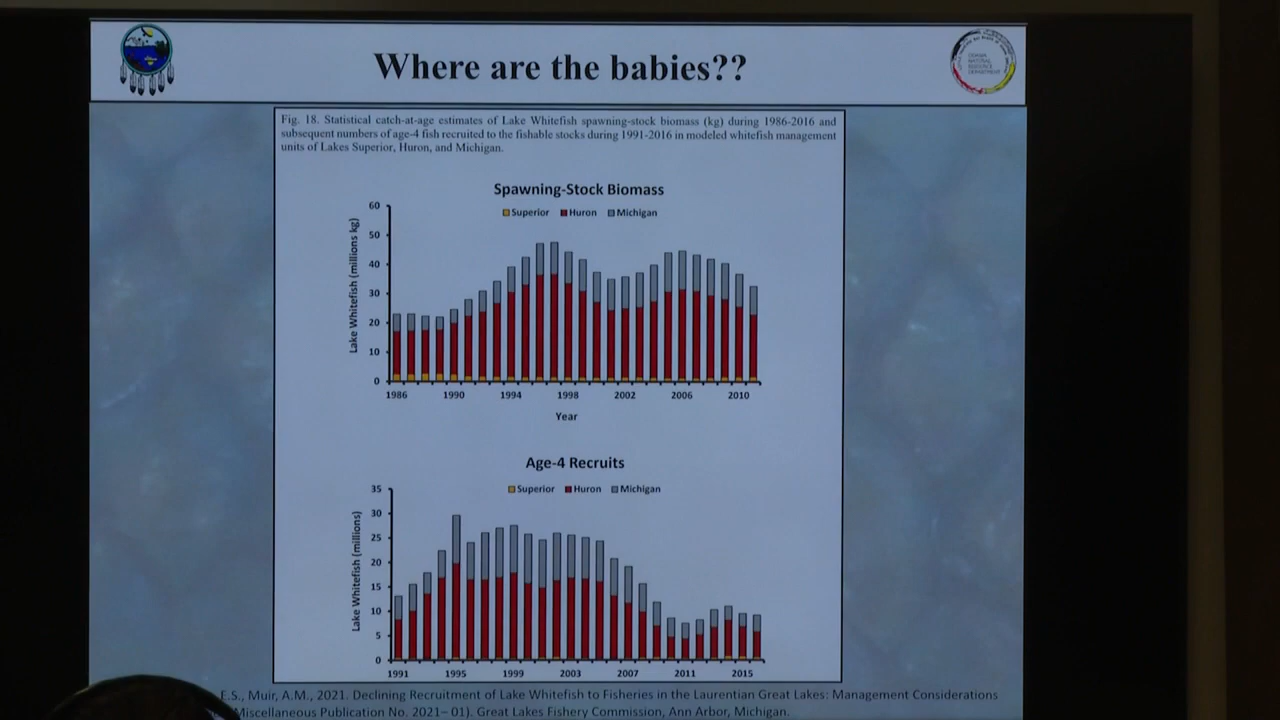 Where are the babies??
ODAWA
NATURAL
RESOURCE
DEPARTMENT
Fig. 18. Statistical catch-at-age estimates of Lake Whitefish spawning-stock biomass (kg) during 1986-2016 and
subsequent numbers of age-4 fish recruited to the fishable stocks during 1991-2016 in modeled whitefish management
units of Lakes Superior, Huron, and Michigan.
Spawning-Stock Biomass
Superior Huron Michigan
Lake Whitefish (millions kg)
60
50
40
30
20
10
0
1986 1990 1994 1998 2002 2006 2010
Year
Age-4 Recruits
Superior Huron Michigan
Lake Whitefish (millions)
35
30
25
20
15
10
5
0
1991 1995 1999 2003 2007 2011 2015
E.S., Muir, A.M., 2021. Declining Recruitment of Lake Whitefish to Fisheries in the Laurentian Great Lakes: Management Considerations
Miscellaneous Publication No. 2021– 01). Great Lakes Fishery Commission, Ann Arbor, Michigan.